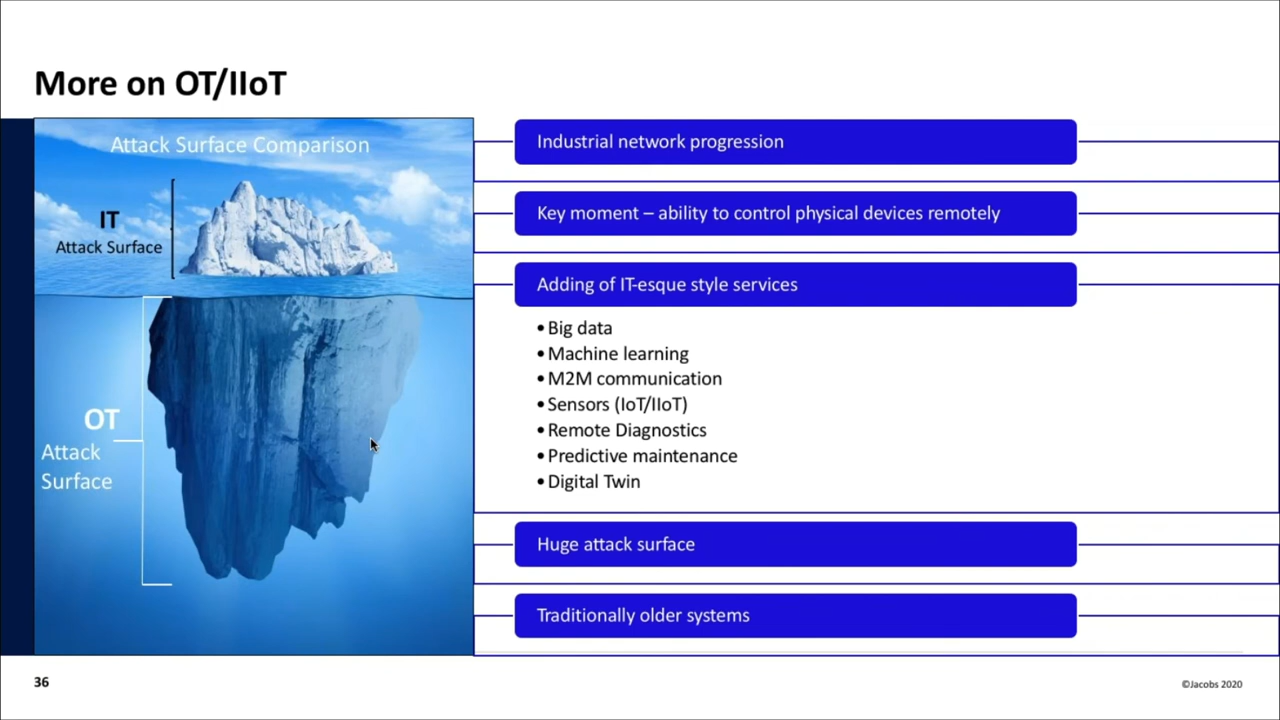 More on OT/IIoT
Attack Surface Comparison
IT
Attack Surface
OT
Attack
Surface
Industrial network progression
Key moment – ability to control physical devices remotely
Adding of IT-esque style services
•Big data
•Machine learning
•M2M communication
•Sensors (IoT/IIoT)
•Remote Diagnostics
•Predictive maintenance
•Digital Twin
Huge attack surface
Traditionally older systems
36
©Jacobs 2020